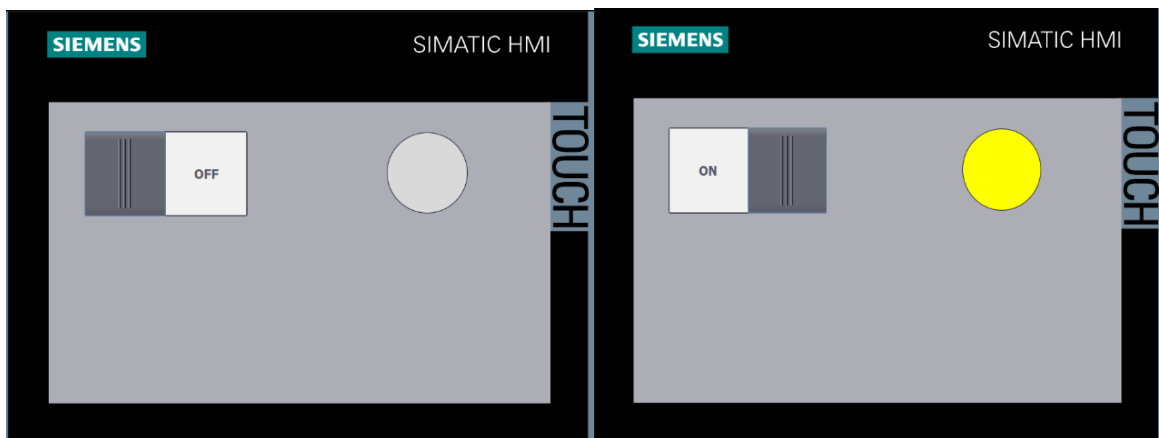 SIEMENS
SIMATIC HMI
TOUCH
OFF
SIEMENS
SIMATIC HMI
TOUCH
ON